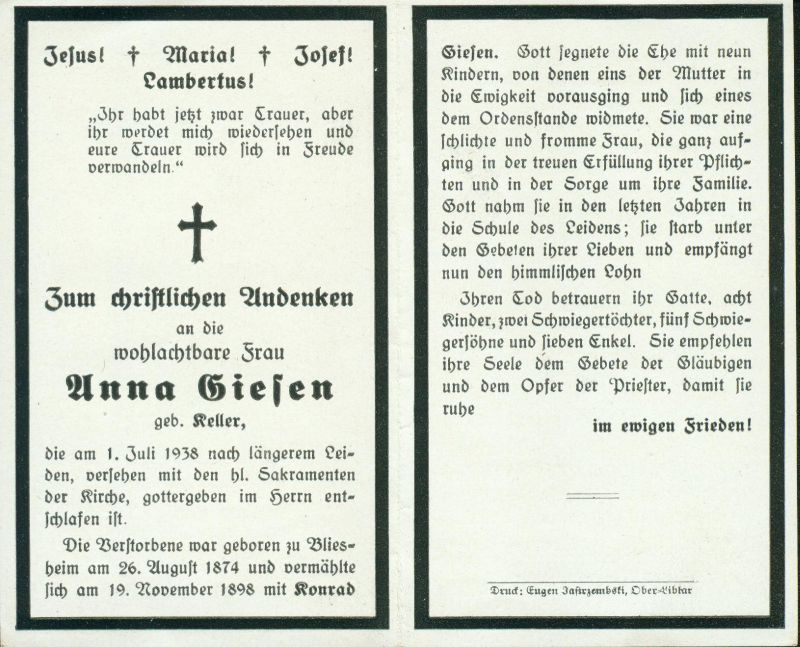 Jesus! † Maria! † Josef!
Lambertus!
„Ihr habt jetzt zwar Trauer, aber
ihr werdet mich wiedersehen und
eure Trauer wird sich in Freude
verwandeln.“
Zum christlichen Andenken
an die
wohlachtbare Frau
Anna Giesen
geb. Keller,
die am 1. Juli 1938 nach längerem Lei-
den, versehen mit den hl. Sakramenten
der Kirche, gottergeben im Herrn ent-
schlafen ist.
Die Verstorbene war geboren zu Blies-
heim am 26. August 1874 und vermählte
sich am 19. November 1898 mit Konrad
Giesen. Gott segnete die Ehe mit neun
Kindern, von denen eins der Mutter in
die Ewigkeit vorausging und sich eines
dem Ordensstande widmete. Sie war eine
schlichte und fromme Frau, die ganz auf-
ging in der treuen Erfüllung ihrer Pflich-
ten und in der Sorge um ihre Familie.
Gott nahm sie in den letzten Jahren in
die Schule des Leidens; sie starb unter
den Gebeten ihrer Lieben und empfängt
nun den himmlischen Lohn
Ihren Tod betrauern ihr Gatte, acht
Kinder, zwei Schwiegertöchter, fünf Schwie-
gersöhne und sieben Enkel. Sie empfehlen
ihre Seele dem Gebete der Gläubigen
und dem Opfer der Priester, damit sie
ruhe
im ewigen Frieden!
Druck: Eugen Jastrzembski, Ober-Liblar